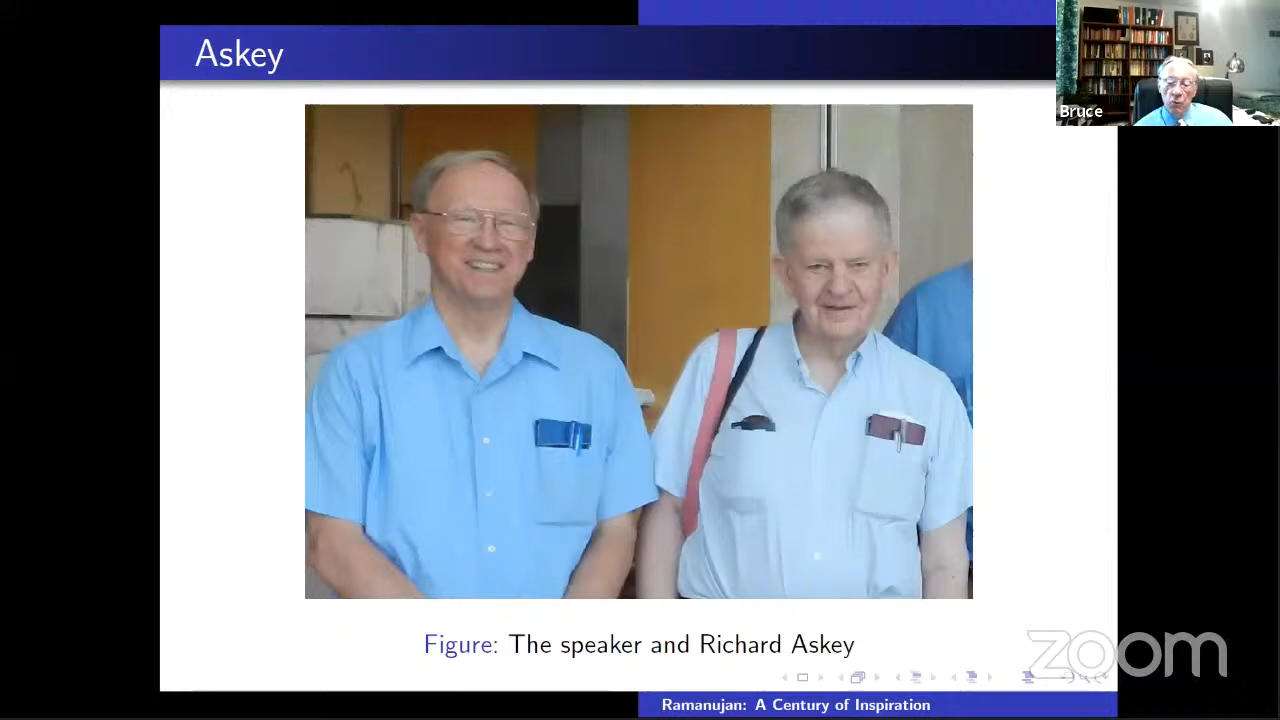 Askey
Bruce
Figure: The speaker and Richard Askey
zoom
Ramanujan: A Century of Inspiration